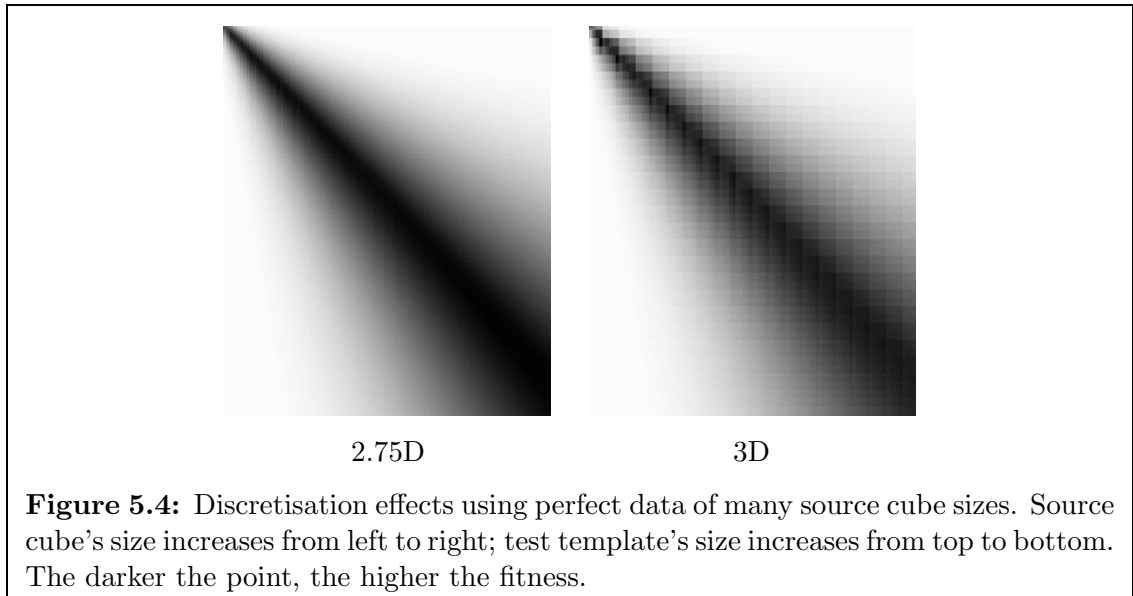 2.75D
3D
Figure 5.4: Discretisation effects using perfect data of many source cube sizes. Source
cube's size increases from left to right; test template's size increases from top to bottom.
The darker the point, the higher the fitness.